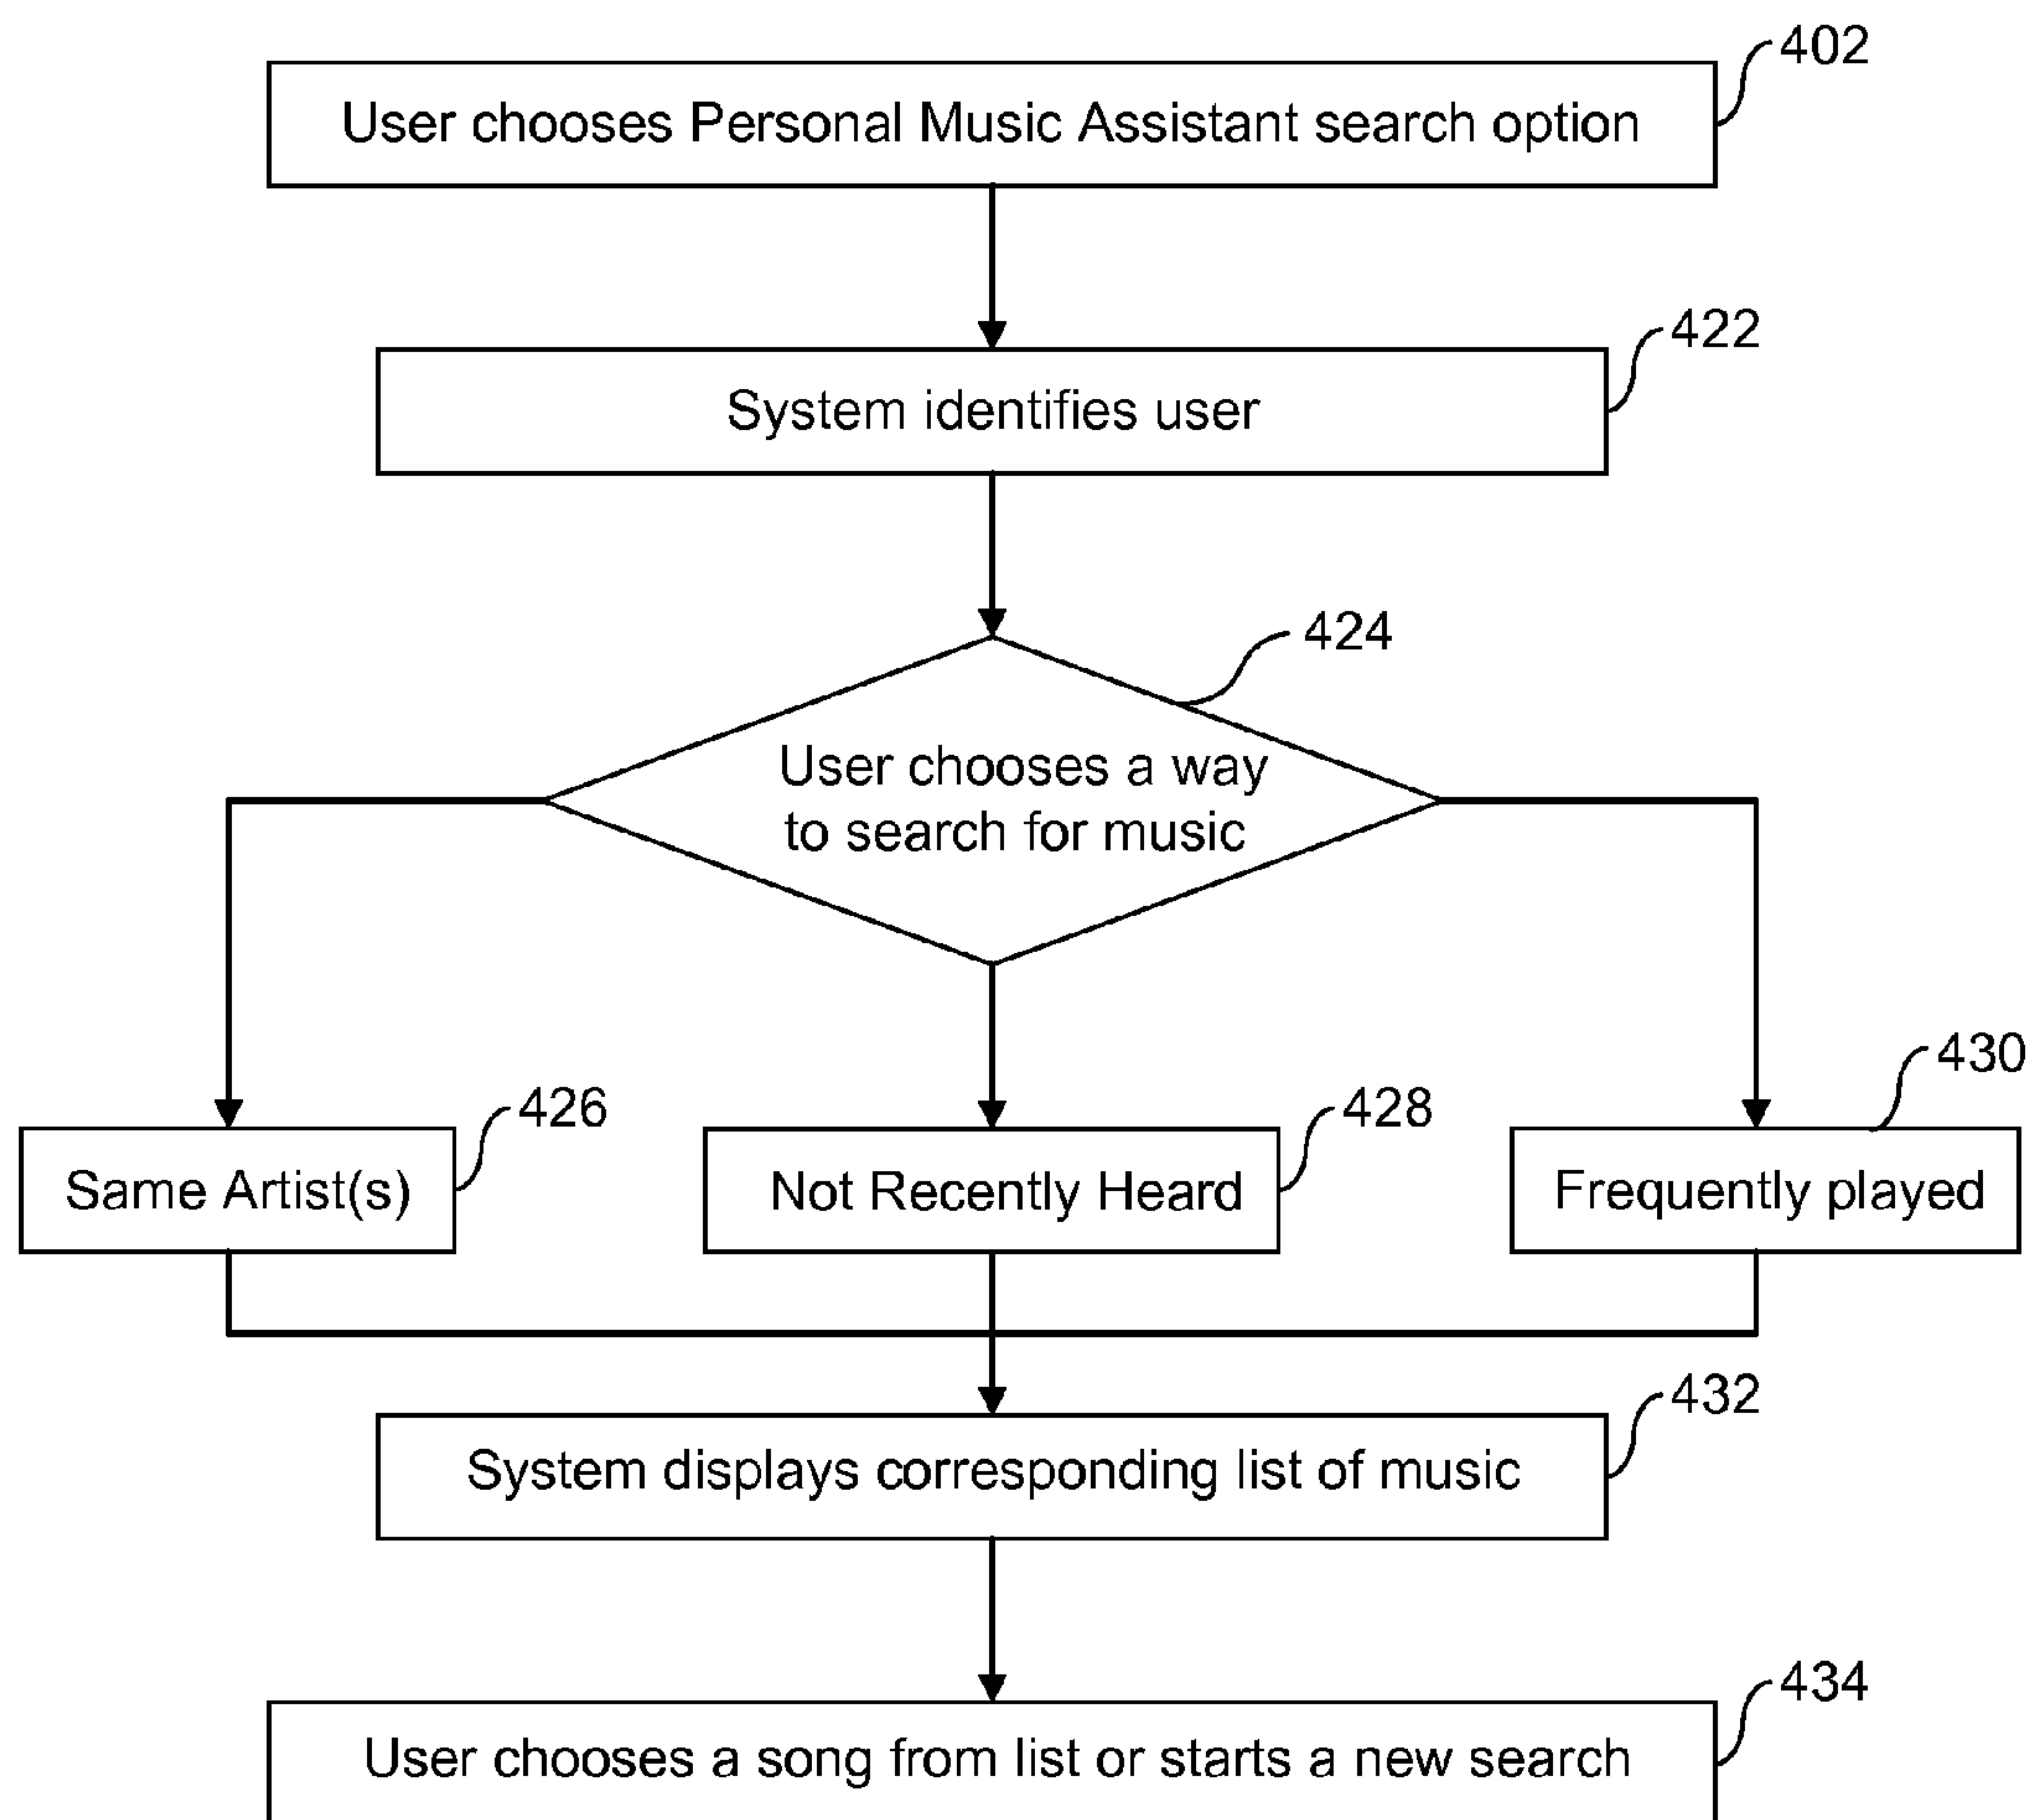 402
User chooses Personal Music Assistant search option
422
System identifies user
424
User chooses a way
to search for music
426
Same Artist(s)
428
Not Recently Heard
430
Frequently played
432
System displays corresponding list of music
434
User chooses a song from list or starts a new search